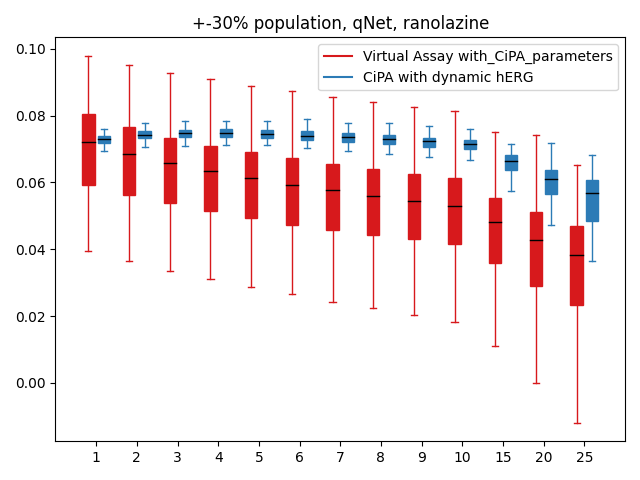 +-30% population, qNet, ranolazine
Virtual Assay with_CiPA_parameters
CiPA with dynamic hERG
0.10
0.08
0.06
0.04
0.02
0.00
1 2 3 4 5 6 7 8 9 10 15 20 25